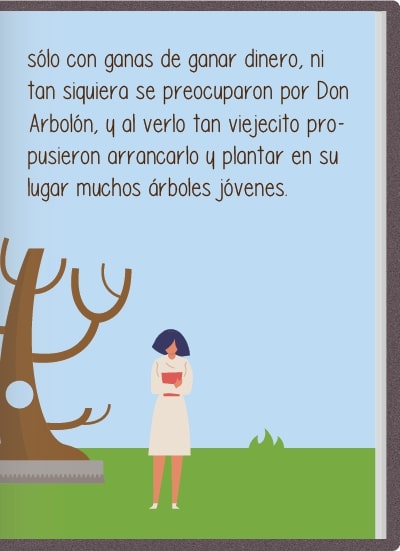 sólo con ganas de ganar dinero, ni
tan siquiera se preocuparon por Don
Arbolón, y al verlo tan viejecito pro-
pusieron arrancarlo y plantar en su
lugar muchos árboles jóvenes.